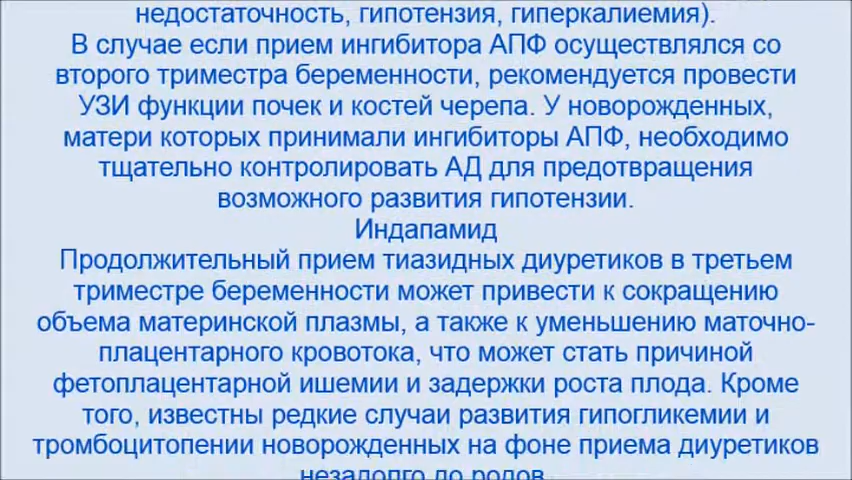 недостаточность, гипотензия, гиперкалиемия).
В случае если прием ингибитора АПФ осуществлялся со
второго триместра беременности, рекомендуется провести
УЗИ функции почек и костей черепа. У новорожденных,
матери которых принимали ингибиторы АПФ, необходимо
тщательно контролировать АД для предотвращения
возможного развития гипотензии.
Индапамид
Продолжительный прием тиазидных диуретиков в третьем
триместре беременности может привести к сокращению
объема материнской плазмы, а также к уменьшению маточно-
плацентарного кровотока, что может стать причиной
фетоплацентарной ишемии и задержки роста плода. Кроме
того, известны редкие случаи развития гипогликемии и
тромбоцитопении новорожденных на фоне приема диуретиков
незадолго до родов.